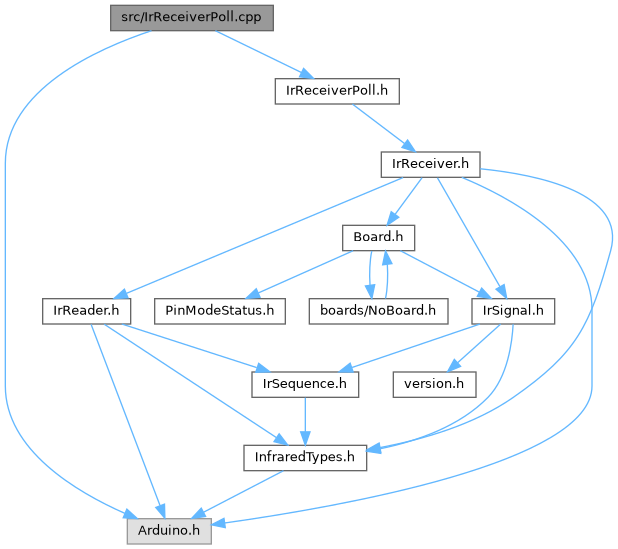 src/IrReceiverPoll.cpp
IrReceiverPoll.h
IrReceiver.h
Board.h
IrReader.h
PinModeStatus.h
boards/NoBoard.h
IrSignal.h
IrSequence.h
version.h
InfraredTypes.h
Arduino.h